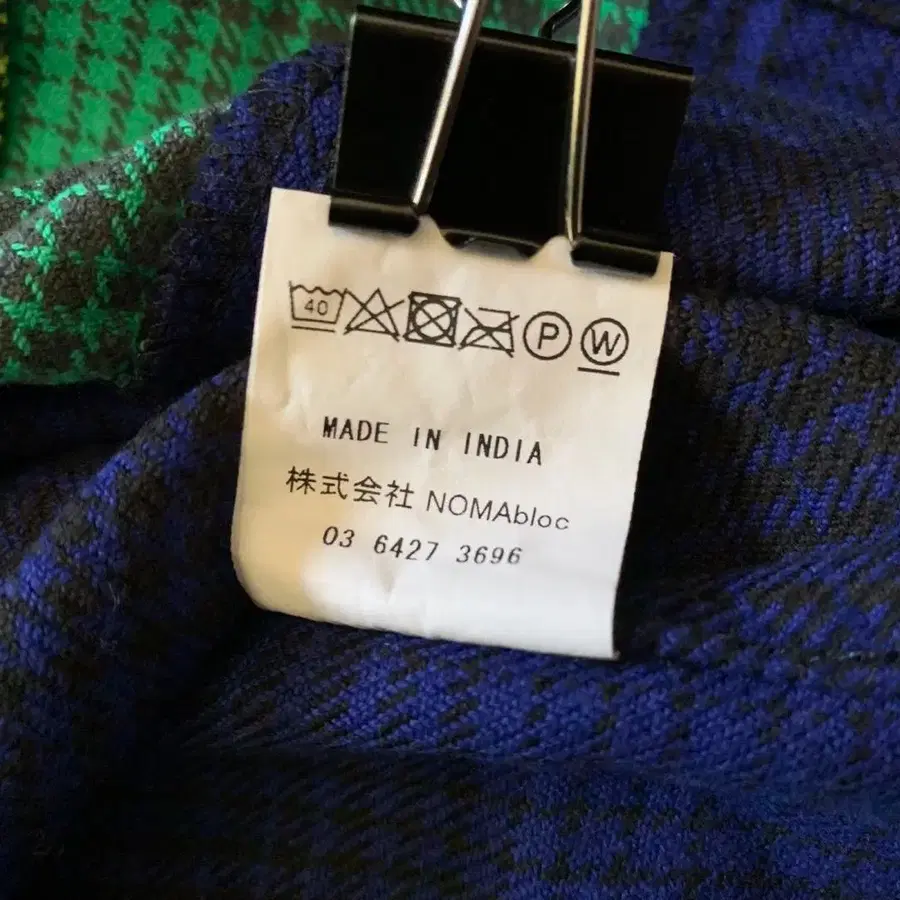 40 P W
MADE IN INDIA
株式会社 NOMAbloc
03 6427 3696